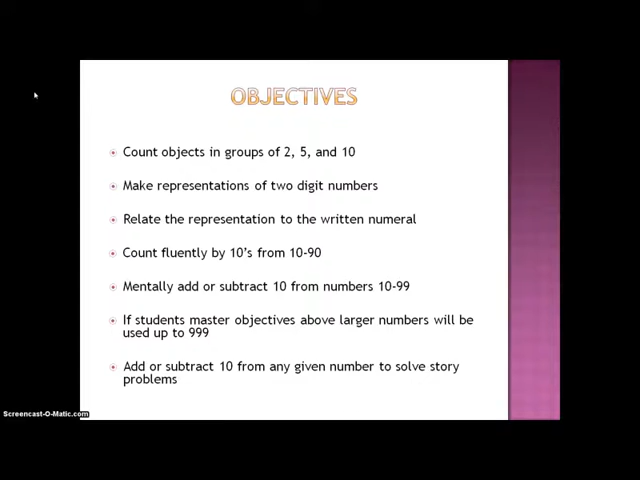 OBJECTIVES
Count objects in groups of 2, 5, and 10
Make representations of two digit numbers
Relate the representation to the written numeral
Count fluently by 10's from 10-90
Mentally add or subtract 10 from numbers 10-99
If students master objectives above larger numbers will be
used up to 999
Add or subtract 10 from any given number to solve story
problems
Screencast-O-Matic.com